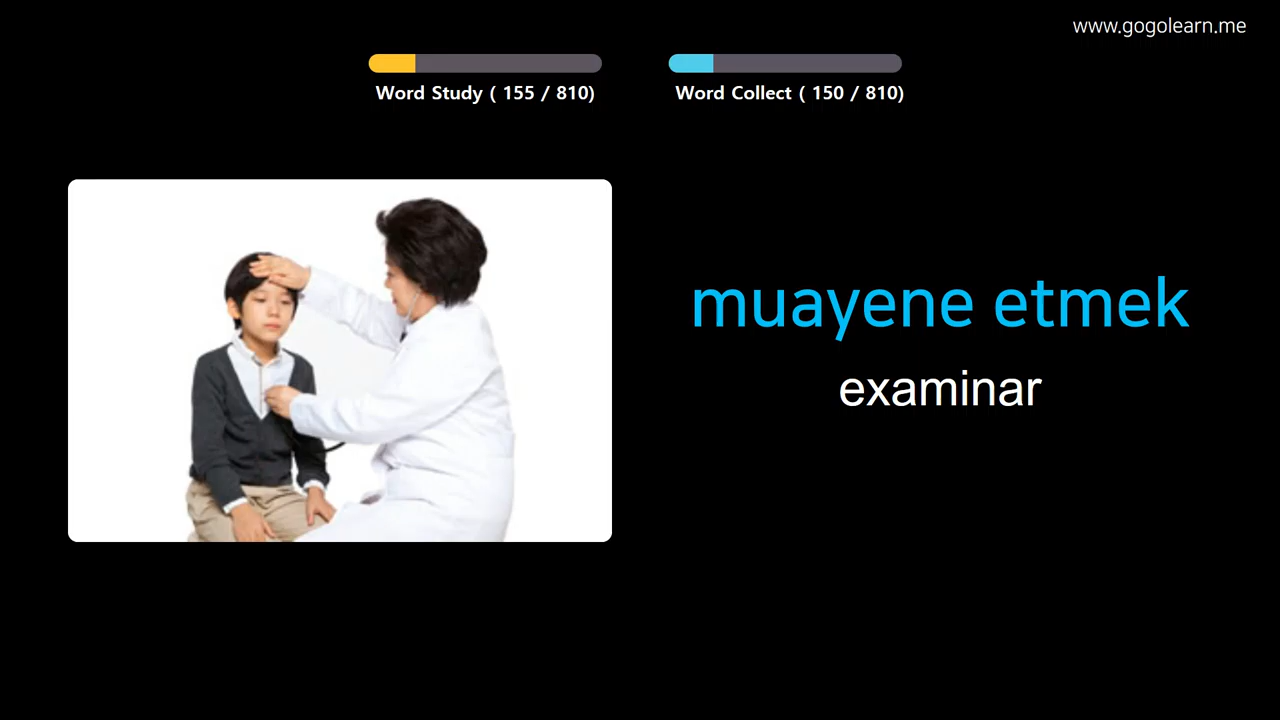 www.gogolearn.me
Word Study ( 155 / 810)
Word Collect ( 150 / 810)
muayene etmek
examinar